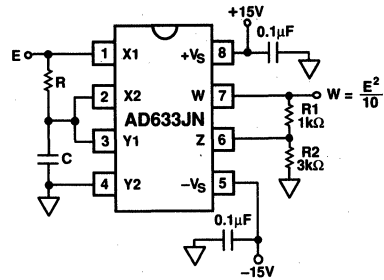 +15V
0.1µF
E
1 X1
+VS 8
R
2 X2
W 7
W = E²/10
R1
1kΩ
AD633JN
3 Y1
Z 6
R2
3kΩ
C
4 Y2
−VS 5
0.1µF
−15V